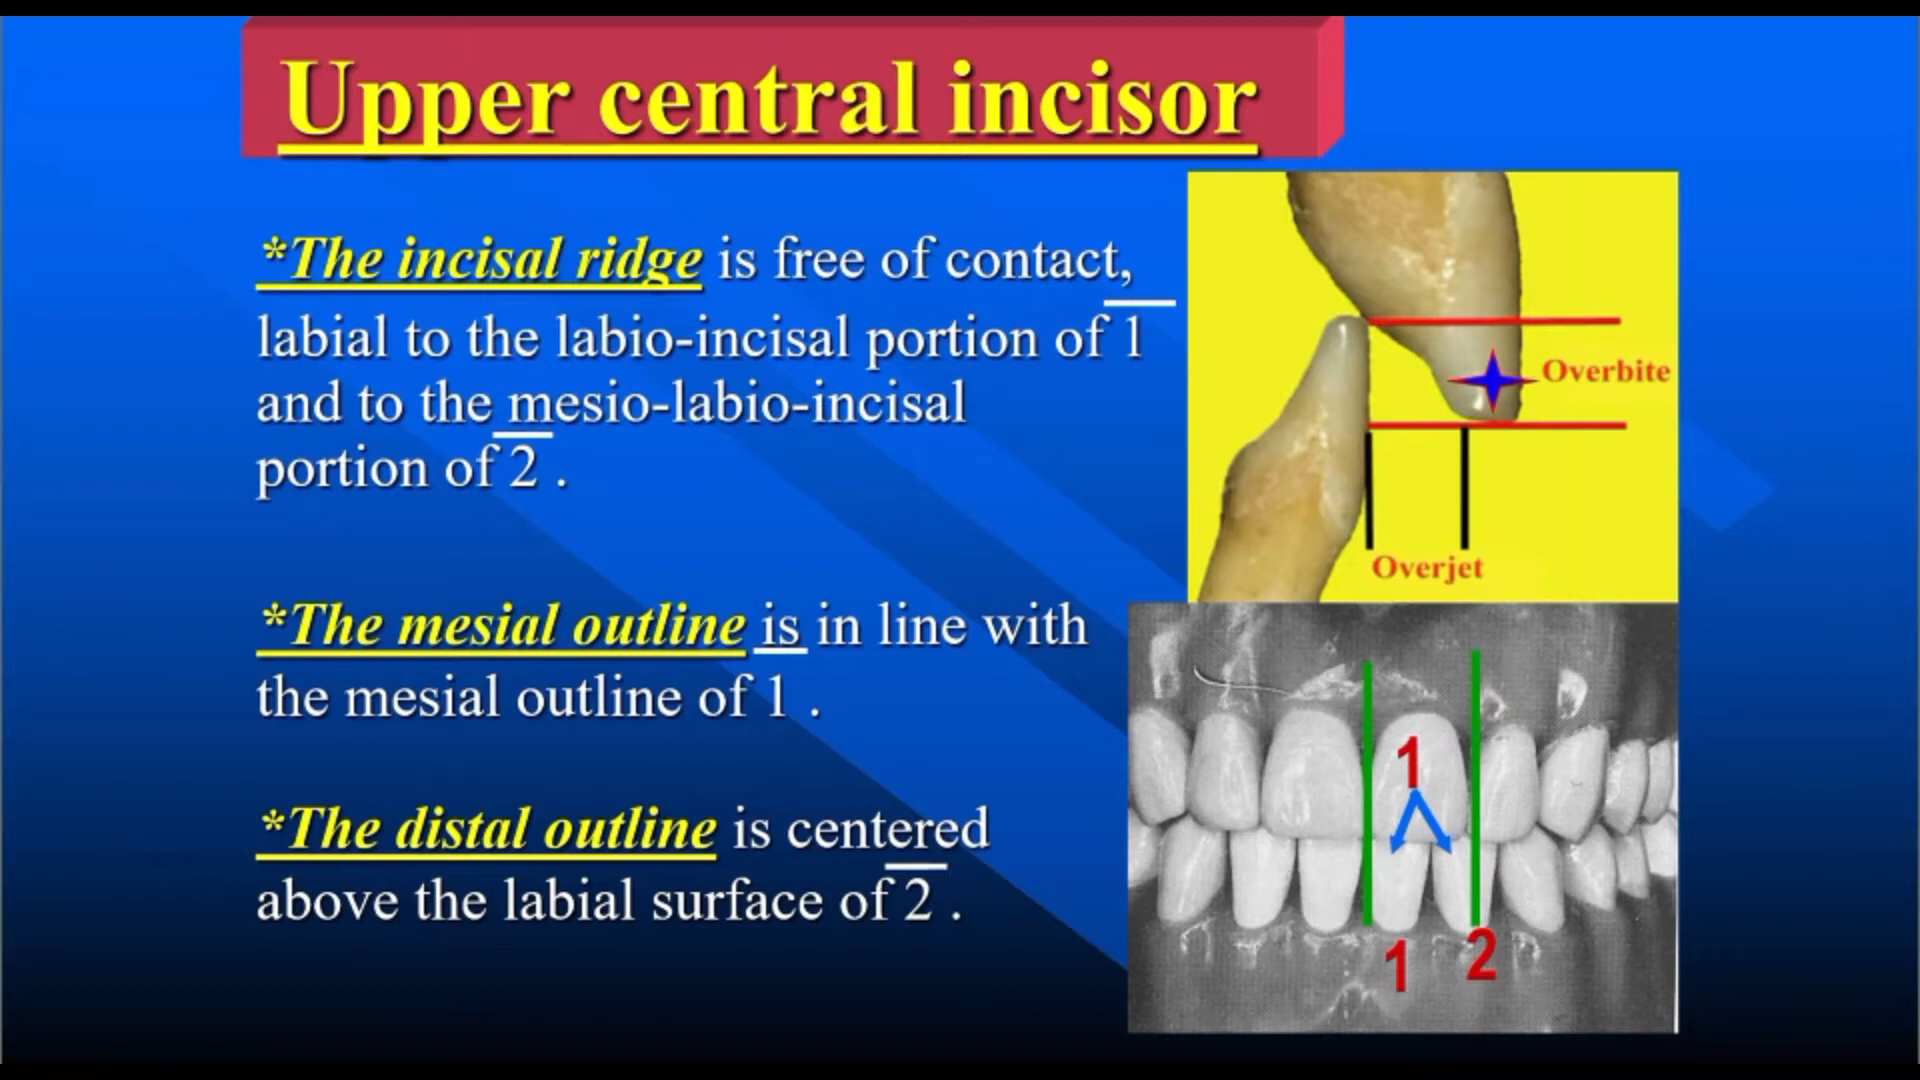 Upper central incisor
*The incisal ridge is free of contact,
labial to the labio-incisal portion of 1
and to the mesio-labio-incisal
portion of 2 .
*The mesial outline is in line with
the mesial outline of 1 .
*The distal outline is centered
above the labial surface of 2 .
Overbite
Overjet
1
1
2